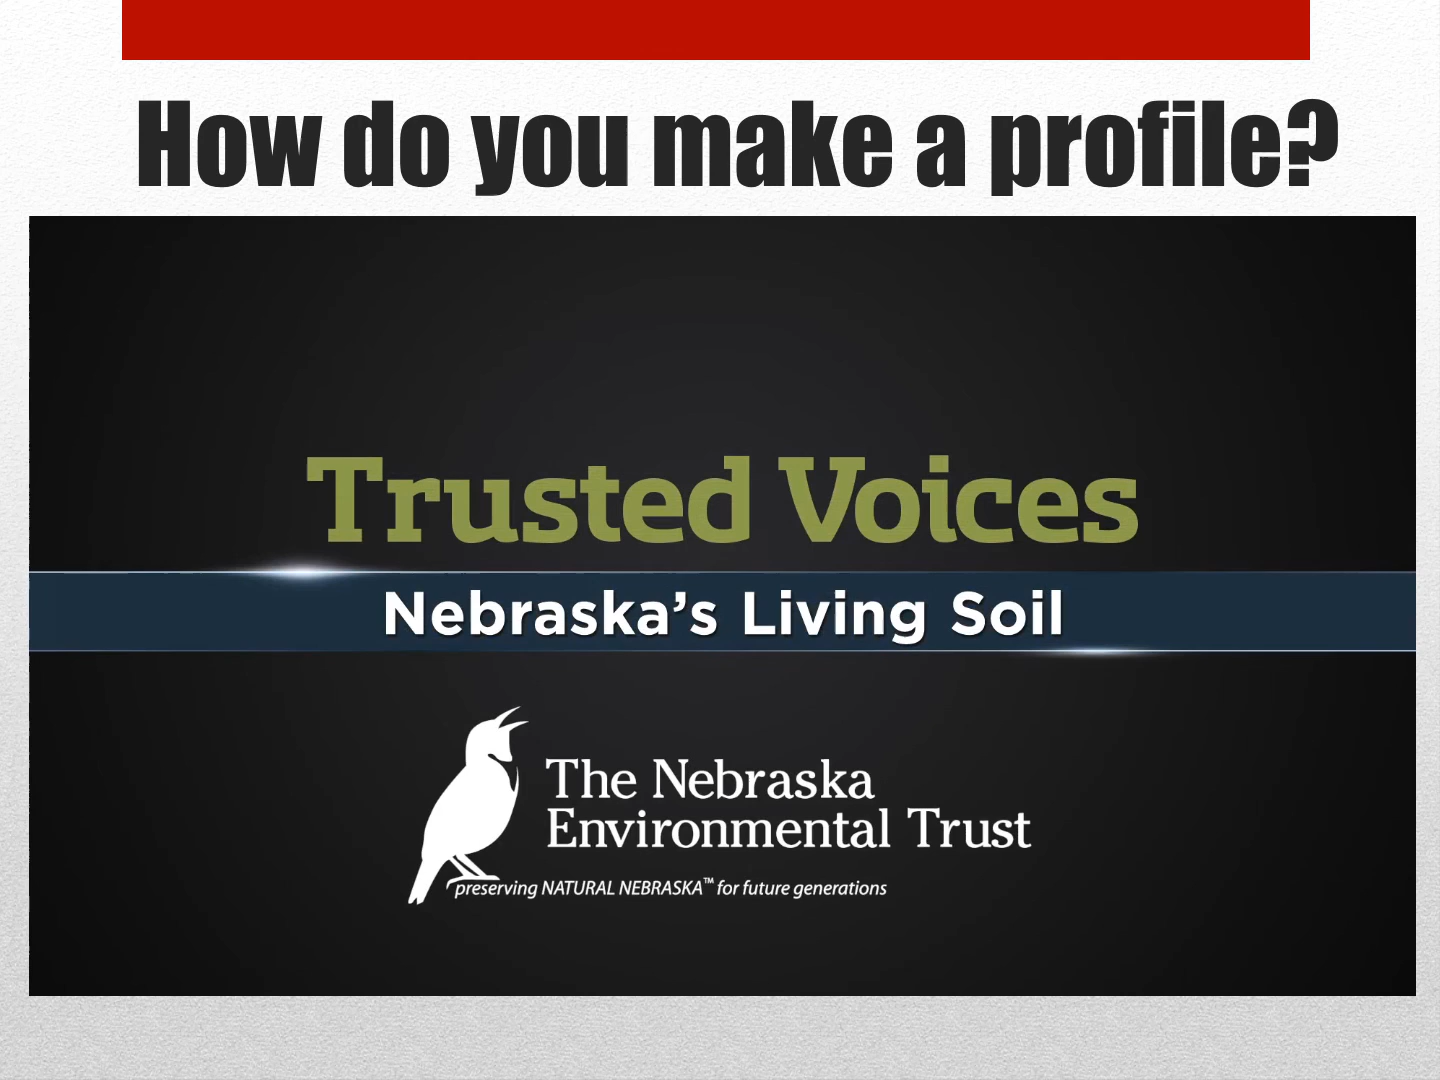 How do you make a profile?
Trusted Voices
Nebraska’s Living Soil
The Nebraska
Environmental Trust
preserving NATURAL NEBRASKA™ for future generations